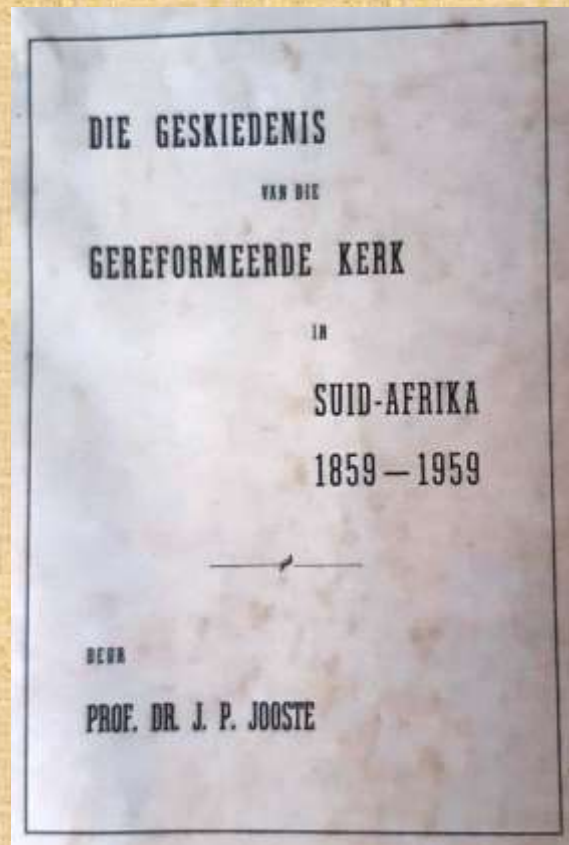 DIE GESKIEDENIS
VAN DIE
GEREFORMEERDE KERK
IN
SUID-AFRIKA
1859—1959
DEUR
PROF. DR. J. P. JOOSTE